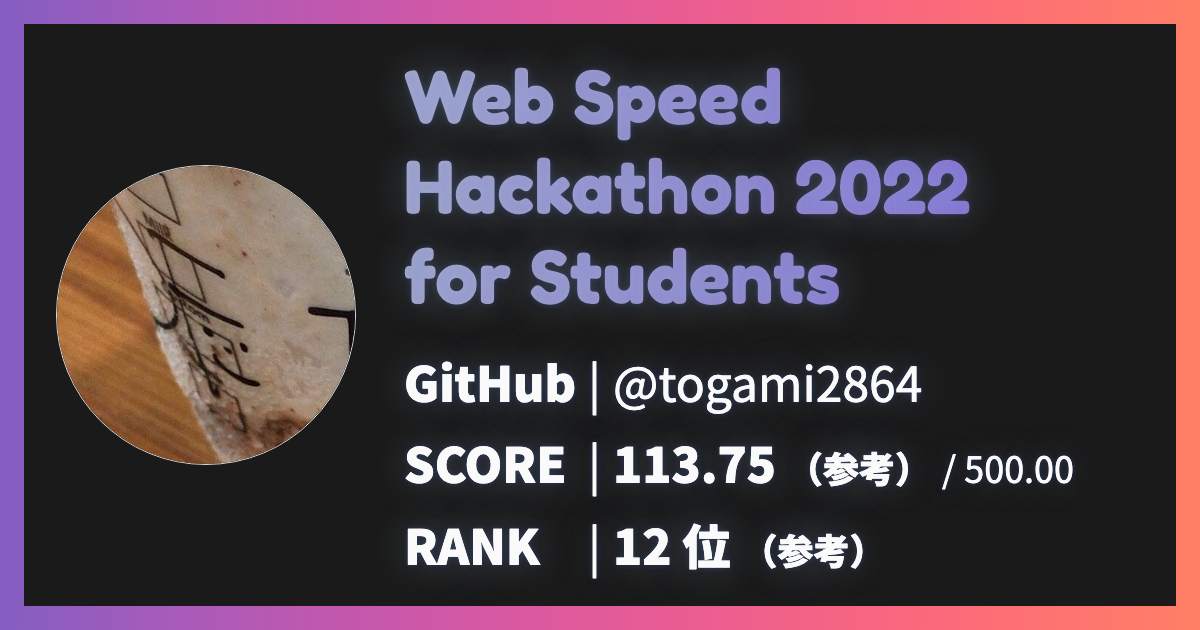 Web Speed
Hackathon 2022
for Students
GitHub | @togami2864
SCORE | 113.75 （参考） / 500.00
RANK | 12 位 （参考）